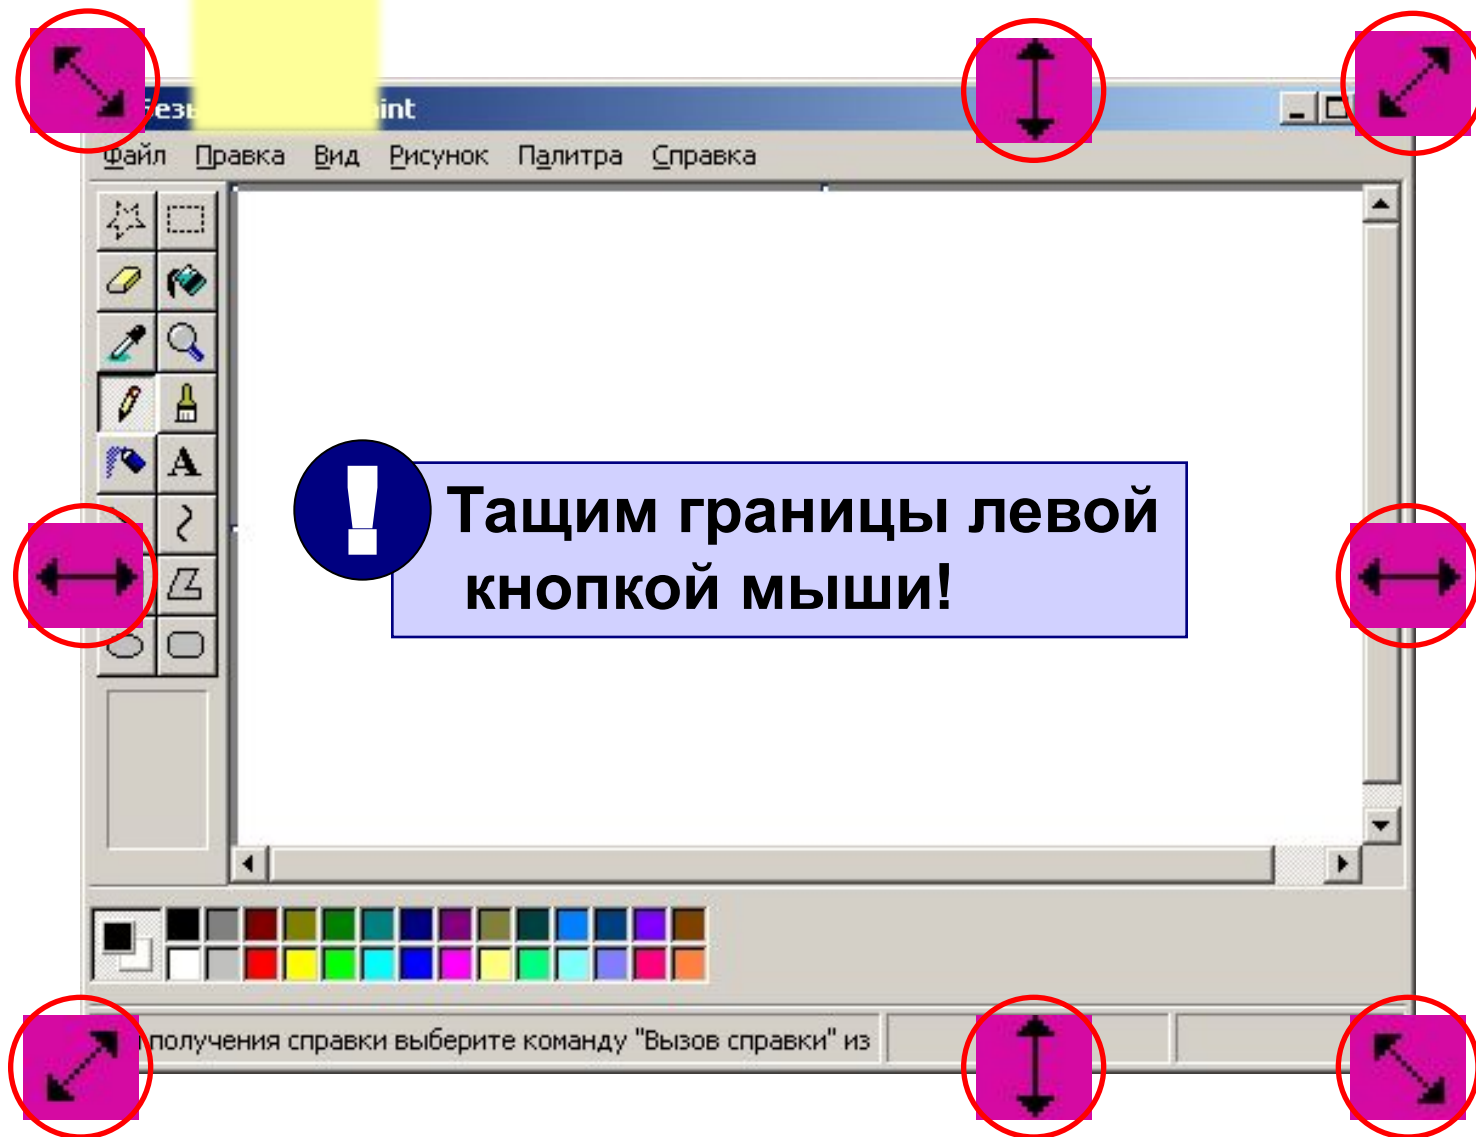 int
Файл Правка Вид Рисунок Палитра Справка
A
! Тащим границы левой
кнопкой мыши!
получения справки выберите команду "Вызов справки" из